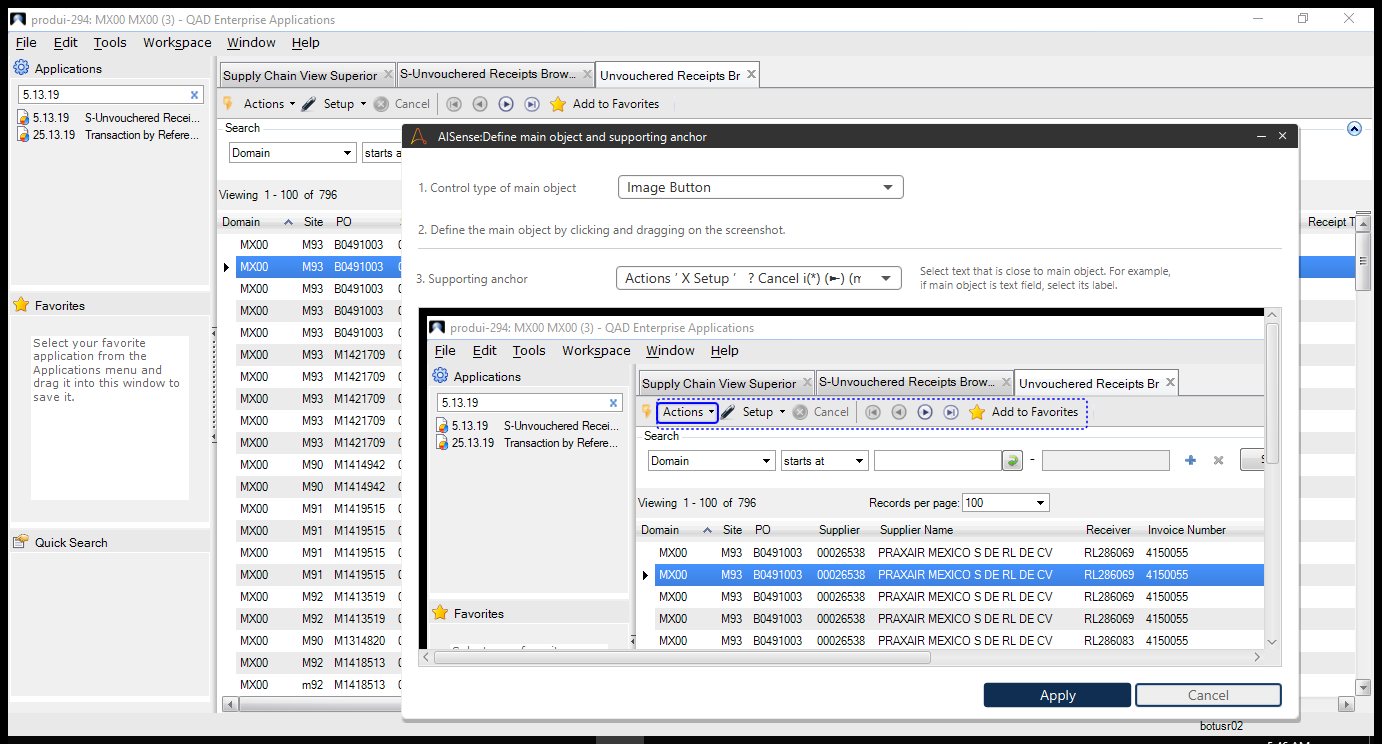 produi-294: MX00 MX00 (3) - QAD Enterprise Applications
File Edit Tools Workspace Window Help
Applications
5.13.19
5.13.19 S-Unvouchered Recei...
25.13.19 Transaction by Refere...
Favorites
Select your favorite
application from the
Applications menu and
drag it into this window to
save it.
Quick Search
Supply Chain View Superior S-Unvouchered Receipts Brow... Unvouchered Receipts Br
Actions Setup Cancel Add to Favorites
Search
Domain starts a
Viewing 1 - 100 of 796
Domain Site PO Receipt T
MX00 M93 B0491003
MX00 M93 B0491003
MX00 M93 B0491003
MX00 M93 B0491003
MX00 M93 B0491003
MX00 M93 M1421709
MX00 M93 M1421709
MX00 M93 M1421709
MX00 M93 M1421709
MX00 M93 M1421709
MX00 M90 M1414942
MX00 M90 M1414942
MX00 M91 M1419515
MX00 M91 M1419515
MX00 M91 M1419515
MX00 M91 M1419515
MX00 M92 M1413519
MX00 M92 M1413519
MX00 M90 M1314820
MX00 M92 M1418513
MX00 m92 M1418513
AISense:Define main object and supporting anchor
1. Control type of main object Image Button
2. Define the main object by clicking and dragging on the screenshot.
3. Supporting anchor Actions ' X Setup ' ? Cancel i(*) (►-) (m
Select text that is close to main object. For example,
if main object is text field, select its label.
produi-294: MX00 MX00 (3) - QAD Enterprise Applications
File Edit Tools Workspace Window Help
Applications
5.13.19
5.13.19 S-Unvouchered Recei...
25.13.19 Transaction by Refere...
Favorites
Supply Chain View Superior S-Unvouchered Receipts Brow... Unvouchered Receipts Br
Actions Setup Cancel Add to Favorites
Search
Domain starts at -
Viewing 1 - 100 of 796 Records per page: 100
Domain Site PO Supplier Supplier Name Receiver Invoice Number
MX00 M93 B0491003 00026538 PRAXAIR MEXICO S DE RL DE CV RL286069 4150055
MX00 M93 B0491003 00026538 PRAXAIR MEXICO S DE RL DE CV RL286069 4150055
MX00 M93 B0491003 00026538 PRAXAIR MEXICO S DE RL DE CV RL286069 4150055
MX00 M93 B0491003 00026538 PRAXAIR MEXICO S DE RL DE CV RL286069 4150055
MX00 M93 B0491003 00026538 PRAXAIR MEXICO S DE RL DE CV RL286083 4150055
Apply Cancel
botusr02